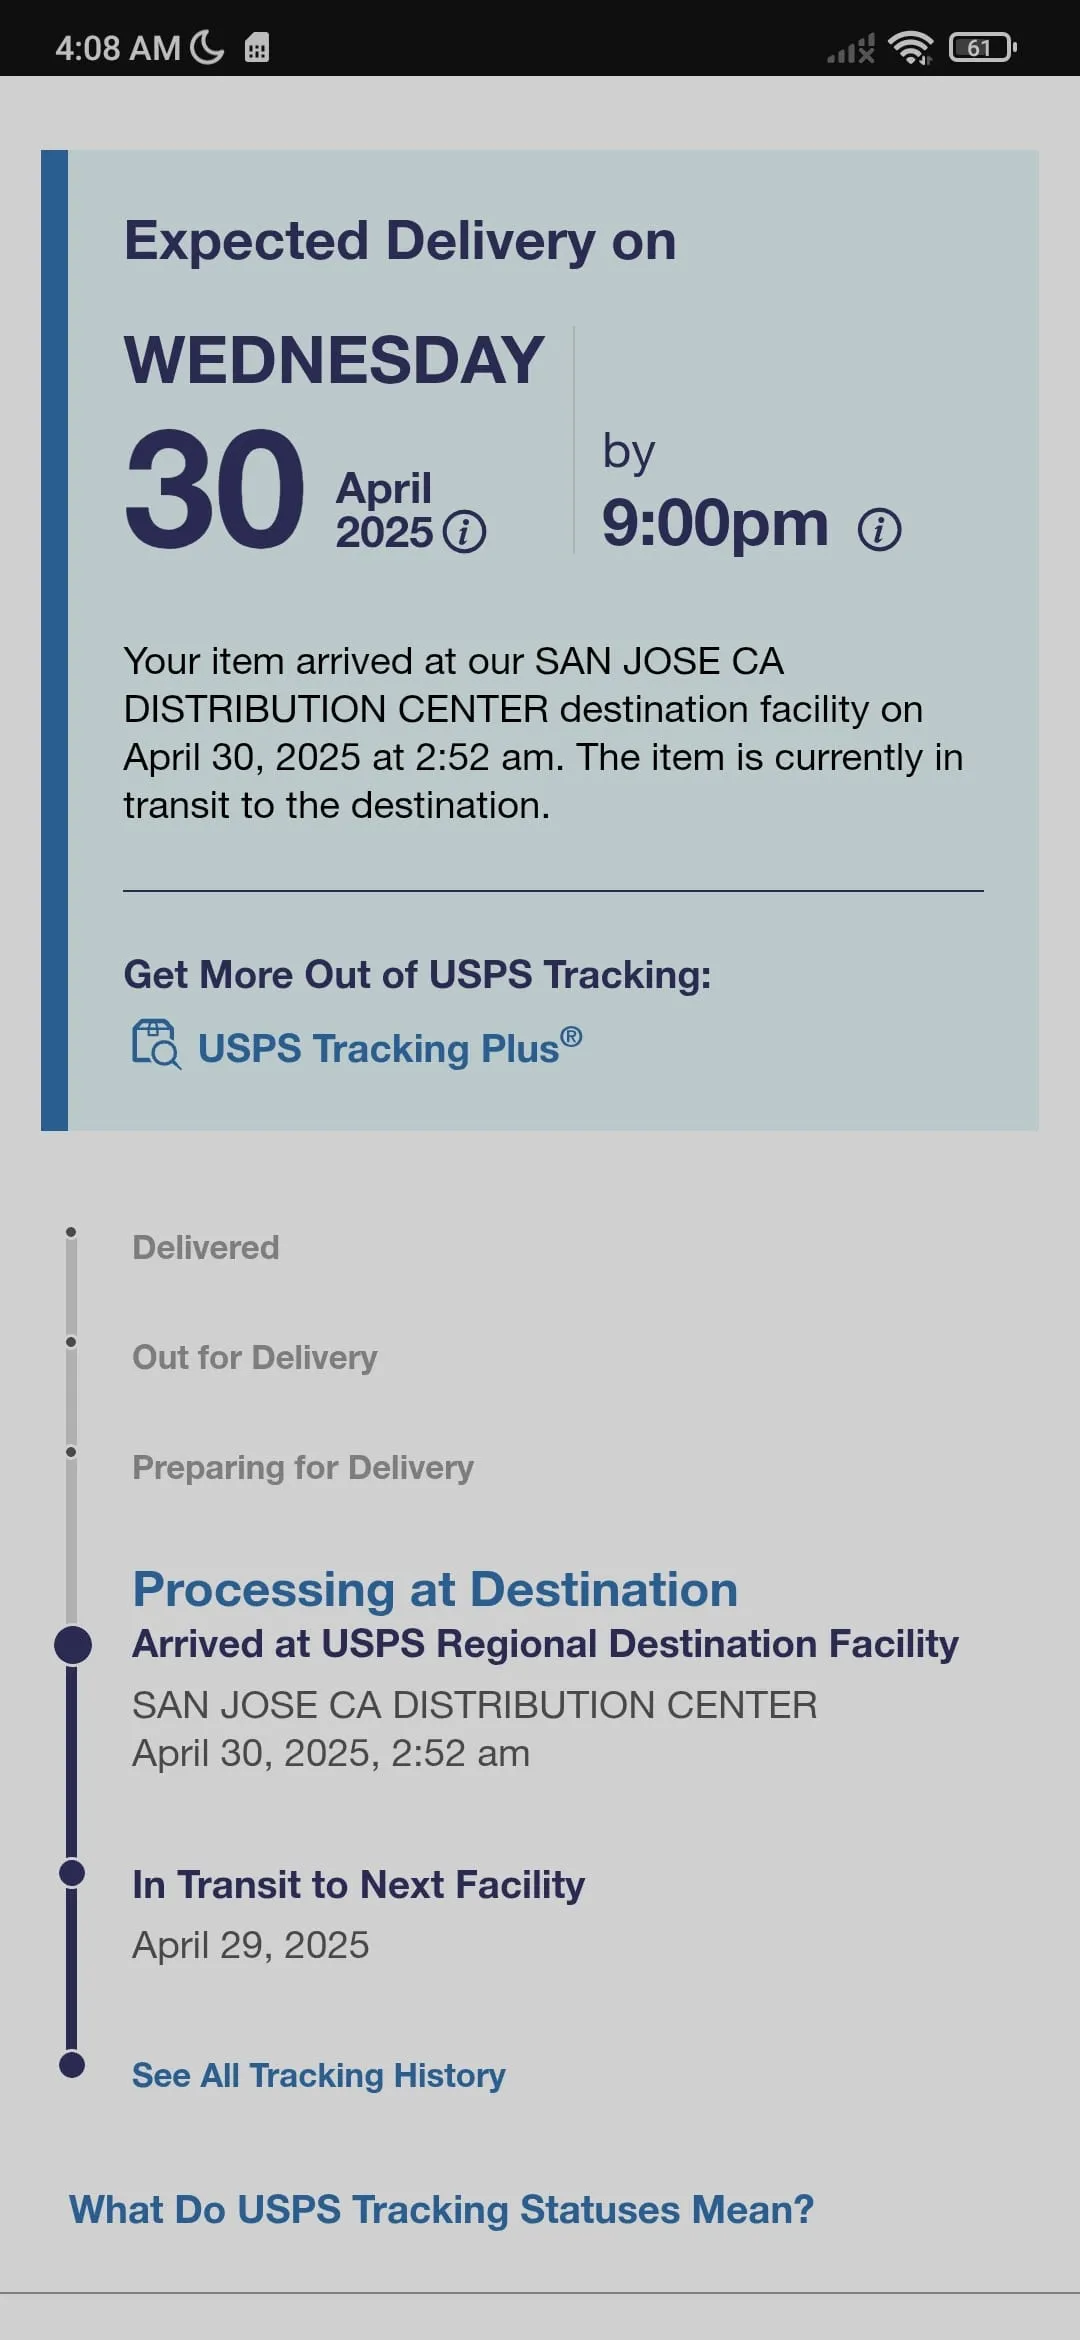 4:08 AM
61
Expected Delivery on
WEDNESDAY
30 April
2025
by
9:00pm
Your item arrived at our SAN JOSE CA
DISTRIBUTION CENTER destination facility on
April 30, 2025 at 2:52 am. The item is currently in
transit to the destination.
Get More Out of USPS Tracking:
USPS Tracking Plus®
Delivered
Out for Delivery
Preparing for Delivery
Processing at Destination
Arrived at USPS Regional Destination Facility
SAN JOSE CA DISTRIBUTION CENTER
April 30, 2025, 2:52 am
In Transit to Next Facility
April 29, 2025
See All Tracking History
What Do USPS Tracking Statuses Mean?